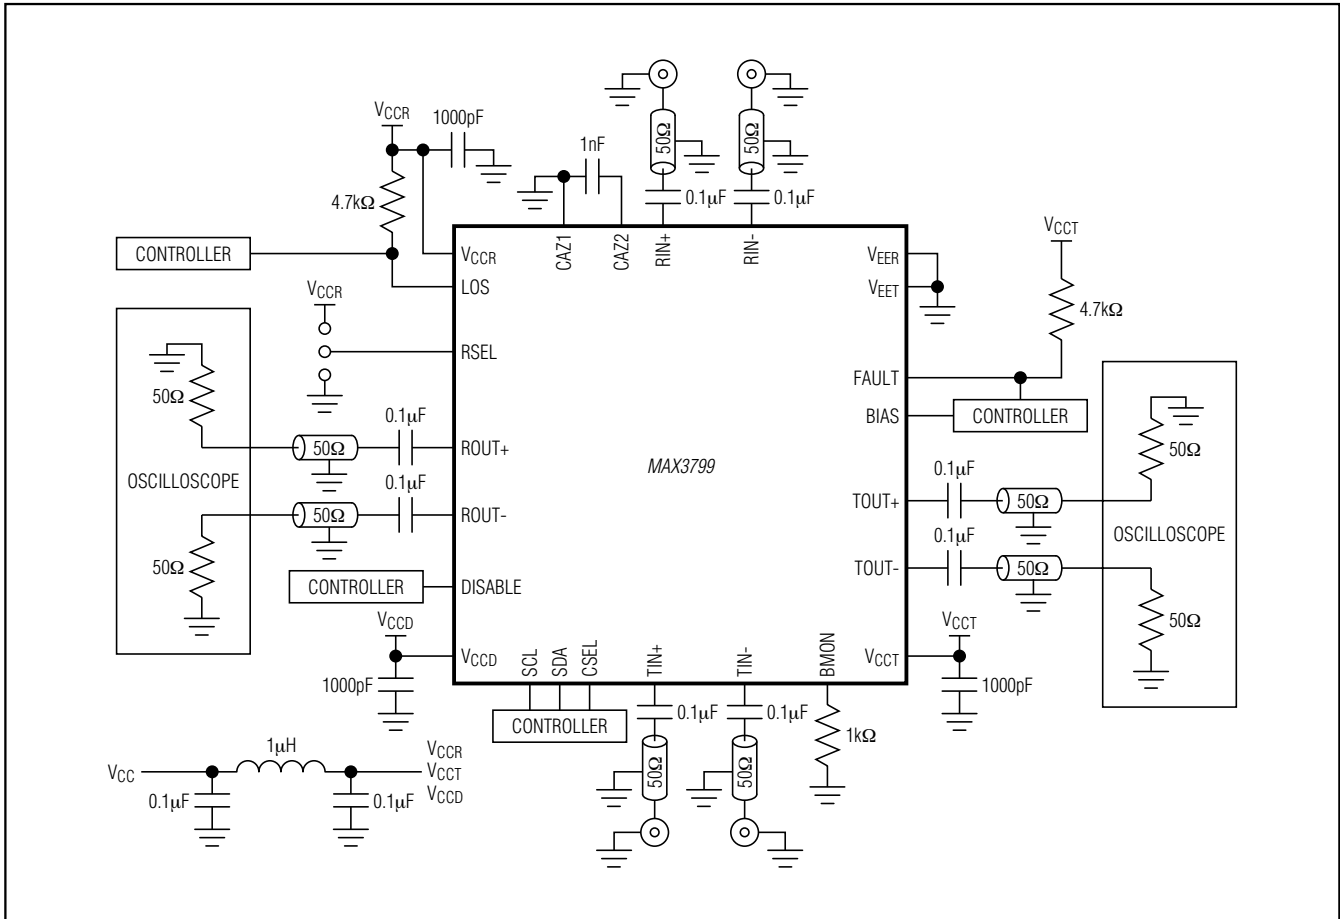 VCCR
1000pF
4.7kΩ
1nF
50Ω
50Ω
0.1µF
0.1µF
CONTROLLER
VCCR
LOS
CAZ1
CAZ2
RIN+
RIN-
VEER
VEET
VCCT
4.7kΩ
VCCR
RSEL
FAULT
BIAS
CONTROLLER
50Ω
0.1µF
50Ω
ROUT+
OSCILLOSCOPE
0.1µF
50Ω
ROUT-
50Ω
MAX3799
TOUT+
0.1µF
50Ω
50Ω
OSCILLOSCOPE
TOUT-
0.1µF
50Ω
50Ω
CONTROLLER
DISABLE
VCCD
VCCD
1000pF
SCL
SDA
CSEL
CONTROLLER
TIN+
TIN-
BMON
VCCT
VCCT
1000pF
0.1µF
0.1µF
1kΩ
50Ω
50Ω
VCC
1µH
VCCR
VCCT
VCCD
0.1µF
0.1µF